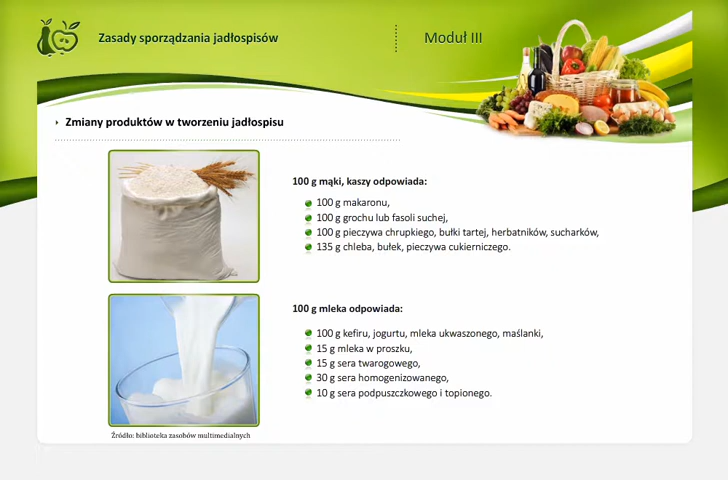 Zasady sporządzania jadłospisów
Moduł III
Zmiany produktów w tworzeniu jadłospisu
100 g mąki, kaszy odpowiada:
100 g makaronu,
100 g grochu lub fasoli suchej,
100 g pieczywa chrupkiego, bułki tartej, herbatników, sucharków,
135 g chleba, bułek, pieczywa cukierniczego.
100 g mleka odpowiada:
100 g kefiru, jogurtu, mleka ukwaszonego, maślanki,
15 g mleka w proszku,
15 g sera twarogowego,
30 g sera homogenizowanego,
10 g sera podpuszczkowego i topionego.
Źródło: biblioteka zasobów multimedialnych